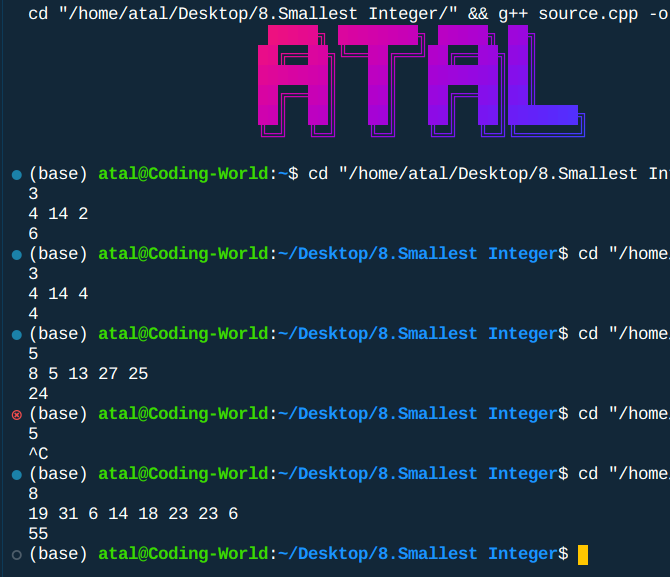 cd "/home/atal/Desktop/8.Smallest Integer/" && g++ source.cpp -o
ATAL
(base) atal@Coding-World:~$ cd "/home/atal/Desktop/8.Smallest In
3
4 14 2
6
(base) atal@Coding-World:~/Desktop/8.Smallest Integer$ cd "/home
3
4 14 4
4
(base) atal@Coding-World:~/Desktop/8.Smallest Integer$ cd "/home
5
8 5 13 27 25
24
(base) atal@Coding-World:~/Desktop/8.Smallest Integer$ cd "/home
5
^C
(base) atal@Coding-World:~/Desktop/8.Smallest Integer$ cd "/home
8
19 31 6 14 18 23 23 6
55
(base) atal@Coding-World:~/Desktop/8.Smallest Integer$